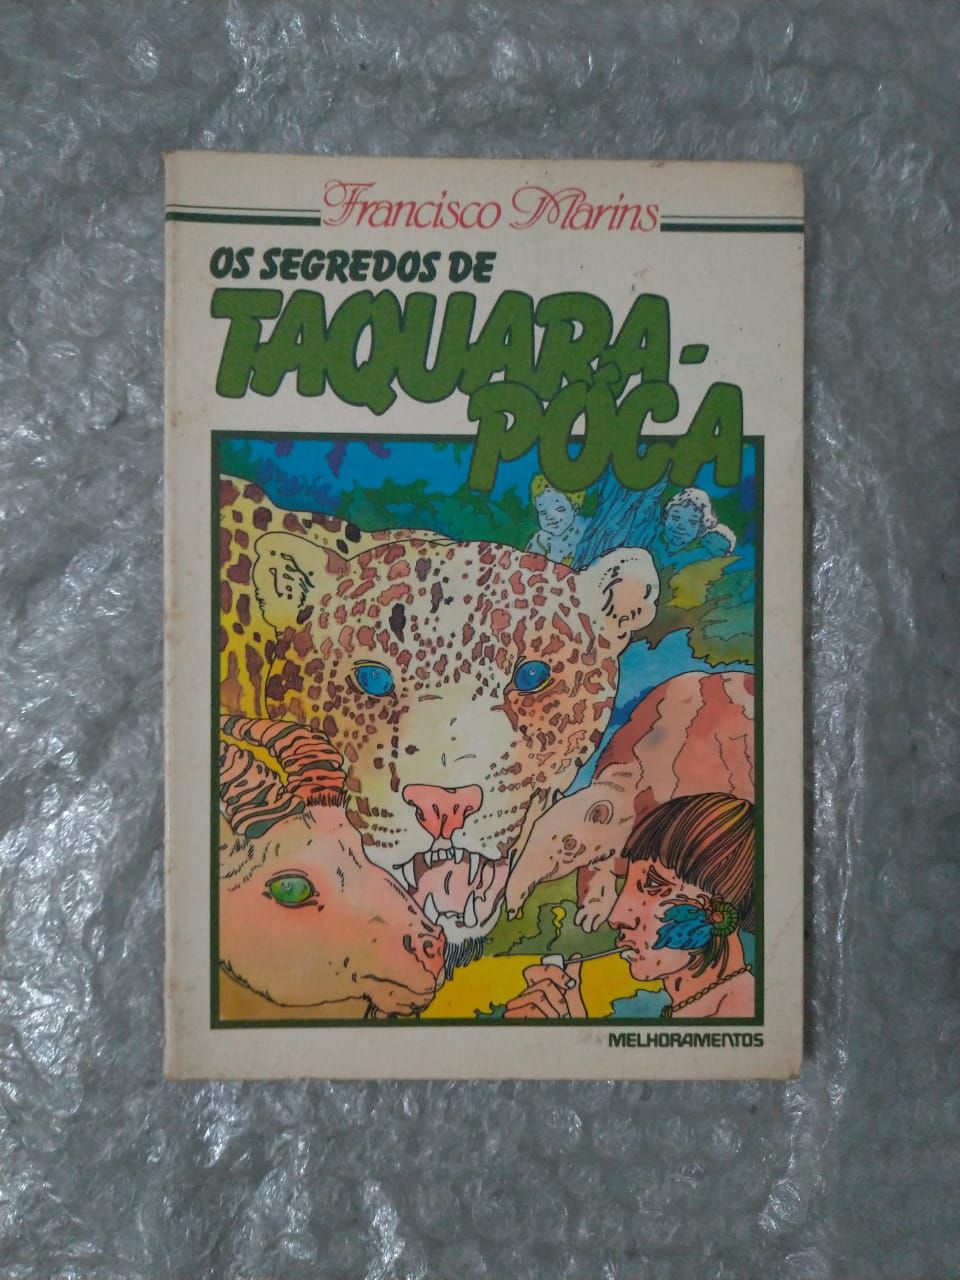 Francisco Marins
OS SEGREDOS DE
TAQUARA-
PÓCA
MELHORAMENTOS